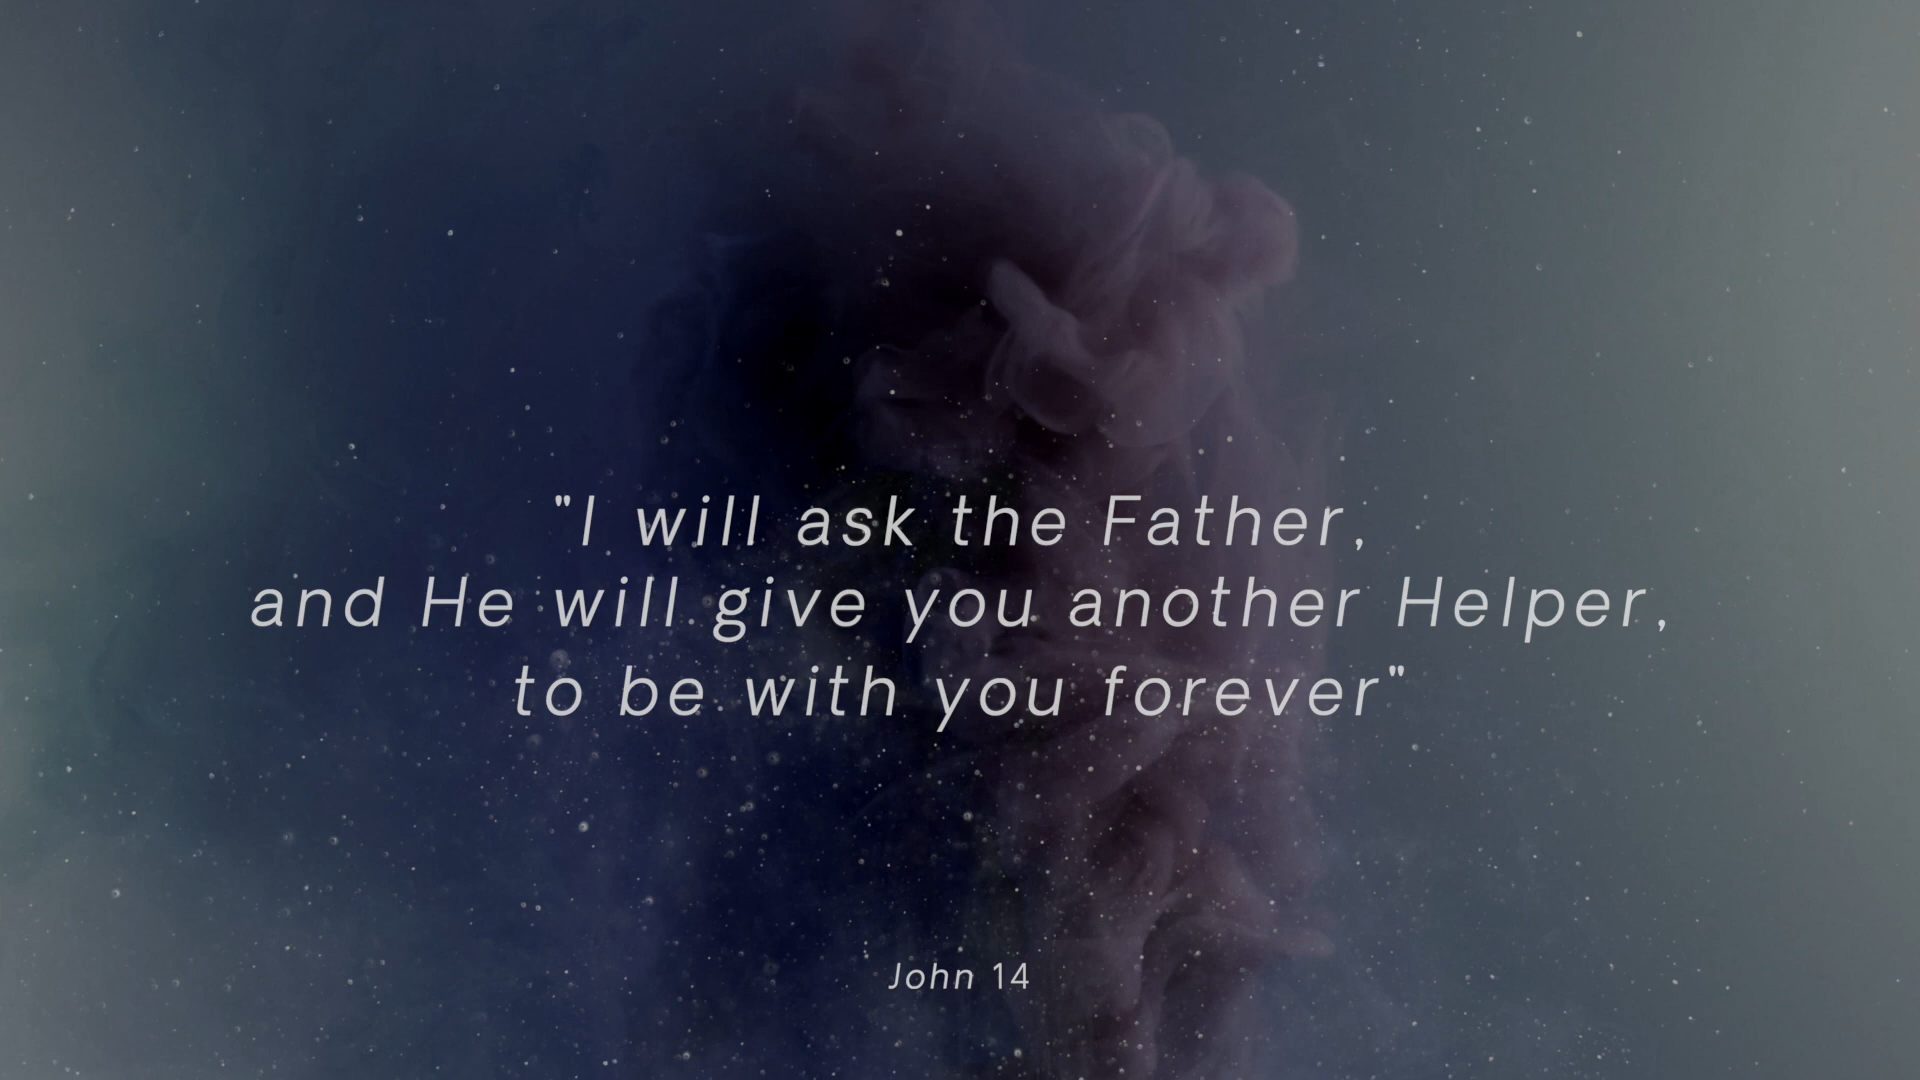 "I will ask the Father,
and He will give you another Helper,
to be with you forever"
John 14